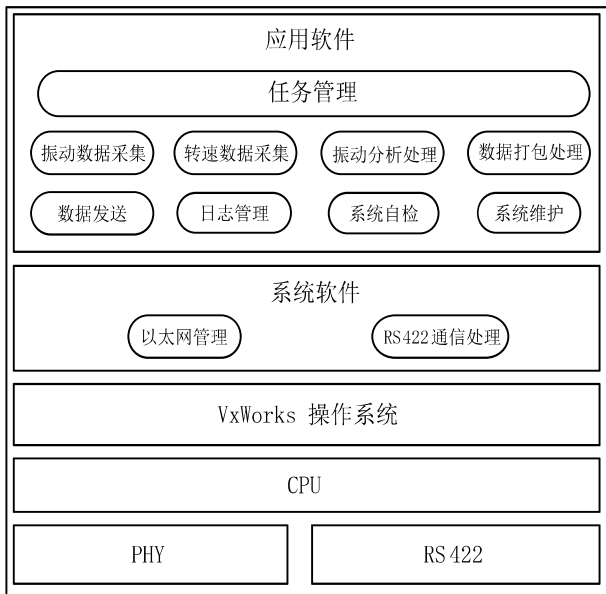 应用软件
任务管理
振动数据采集 转速数据采集 振动分析处理 数据打包处理
数据发送 日志管理 系统自检 系统维护
系统软件
以太网管理 RS422通信处理
VxWorks 操作系统
CPU
PHY RS422